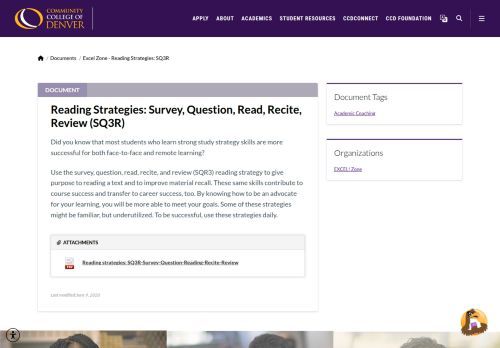 COMMUNITY
COLLEGE OF
DENVER
APPLY ABOUT ACADEMICS STUDENT RESOURCES CCDCONNECT CCD FOUNDATION
/ Documents / Excel Zone - Reading Strategies: SQ3R
DOCUMENT
Reading Strategies: Survey, Question, Read, Recite,
Review (SQ3R)
Did you know that most students who learn strong study strategy skills are more
successful for both face-to-face and remote learning?
Use the survey, question, read, recite, and review (SQR3) reading strategy to give
purpose to reading a text and to improve material recall. These same skills contribute to
course success and transfer to career success, too. By knowing how to be an advocate
for your learning, you will be more able to meet your goals. Some of these strategies
might be familiar, but underutilized. To be successful, use these strategies daily.
ATTACHMENTS
Reading strategies: SQ3R-Survey-Question-Reading-Recite-Review
Last modified June 9, 2020
Document Tags
Academic Coaching
Organizations
EXCEL! Zone